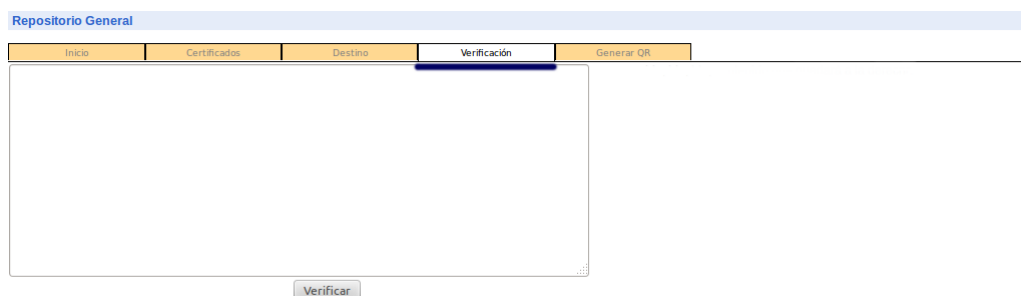 Repositorio General
Inicio Certificados Destino Verificación Generar QR
Verificar